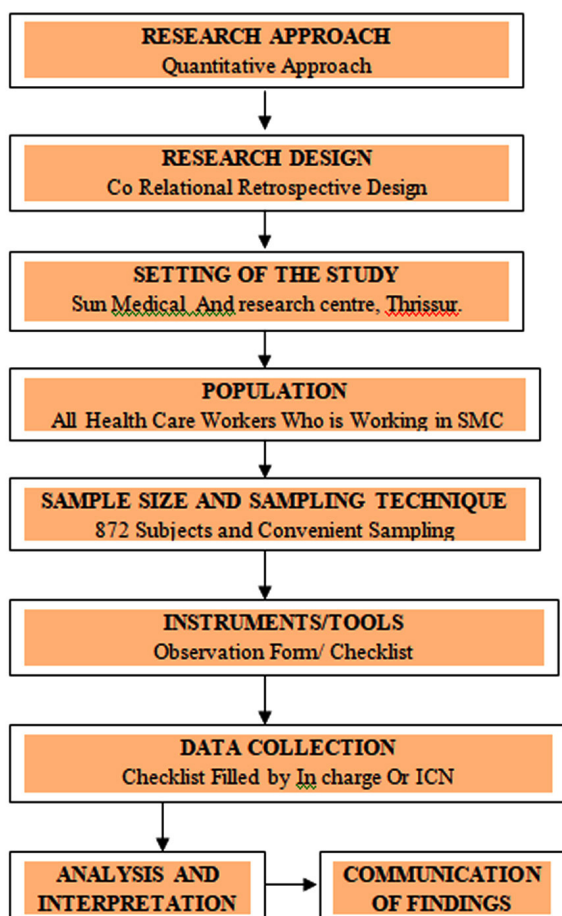 RESEARCH APPROACH
Quantitative Approach
RESEARCH DESIGN
Co Relational Retrospective Design
SETTING OF THE STUDY
Sun Medical And research centre, Thrissur.
POPULATION
All Health Care Workers Who is Working in SMC
SAMPLE SIZE AND SAMPLING TECHNIQUE
872 Subjects and Convenient Sampling
INSTRUMENTS/TOOLS
Observation Form/ Checklist
DATA COLLECTION
Checklist Filled by In charge Or ICN
ANALYSIS AND
INTERPRETATION
COMMUNICATION
OF FINDINGS